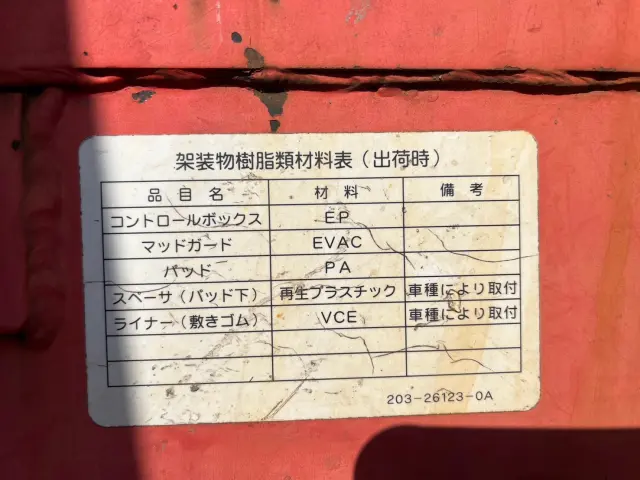 架装物樹脂類材料表（出荷時）
品目名 材料 備考
コントロールボックス EP
マッドガード EVAC
パッド PA
スペーサ（パッド下） 再生プラスチック 車種により取付
ライナー（敷きゴム） VCE 車種により取付
203-26123-0A